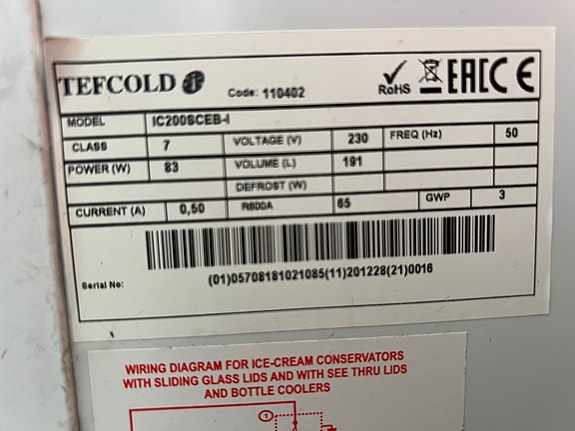 TEFCOLD
Code: 110402
RoHS
EAC CE
MODEL IC200SCEB-I
CLASS 7 VOLTAGE (V) 230 FREQ (Hz) 50
POWER (W) 83 VOLUME (L) 191
DEFROST (W)
CURRENT (A) 0,50 R600A 65 GWP 3
Serial No:
(01)05708181021085(11)201228(21)0016
WIRING DIAGRAM FOR ICE-CREAM CONSERVATORS
WITH SLIDING GLASS LIDS AND WITH SEE THRU LIDS
AND BOTTLE COOLERS
1